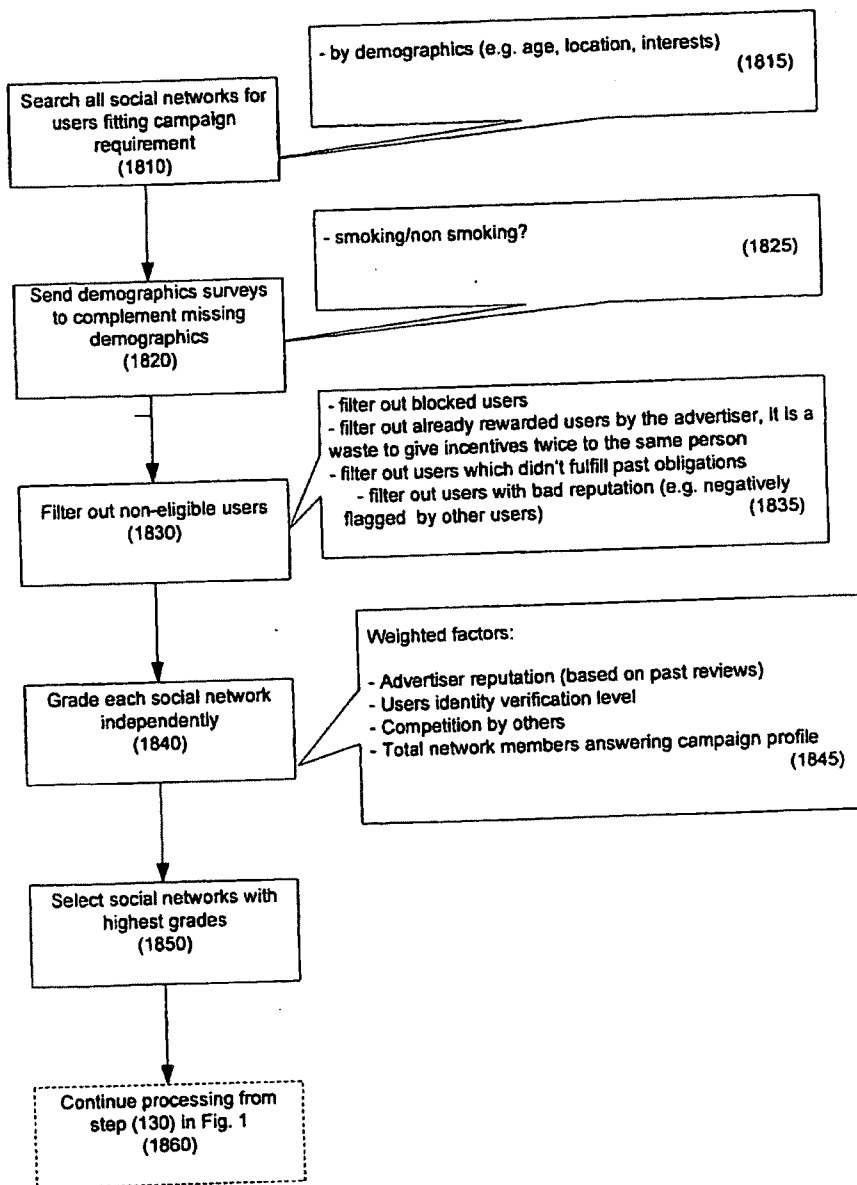 - by demographics (e.g. age, location, interests)
(1815)
Search all social networks for
users fitting campaign
requirement
(1810)
- smoking/non smoking?
(1825)
Send demographics surveys
to complement missing
demographics
(1820)
- filter out blocked users
- filter out already rewarded users by the advertiser, it is a
waste to give incentives twice to the same person
- filter out users which didn't fulfill past obligations
- filter out users with bad reputation (e.g. negatively
flagged by other users)
(1835)
Filter out non-eligible users
(1830)
Weighted factors:
- Advertiser reputation (based on past reviews)
- Users identity verification level
- Competition by others
- Total network members answering campaign profile
(1845)
Grade each social network
independently
(1840)
Select social networks with
highest grades
(1850)
Continue processing from
step (130) in Fig. 1
(1860)